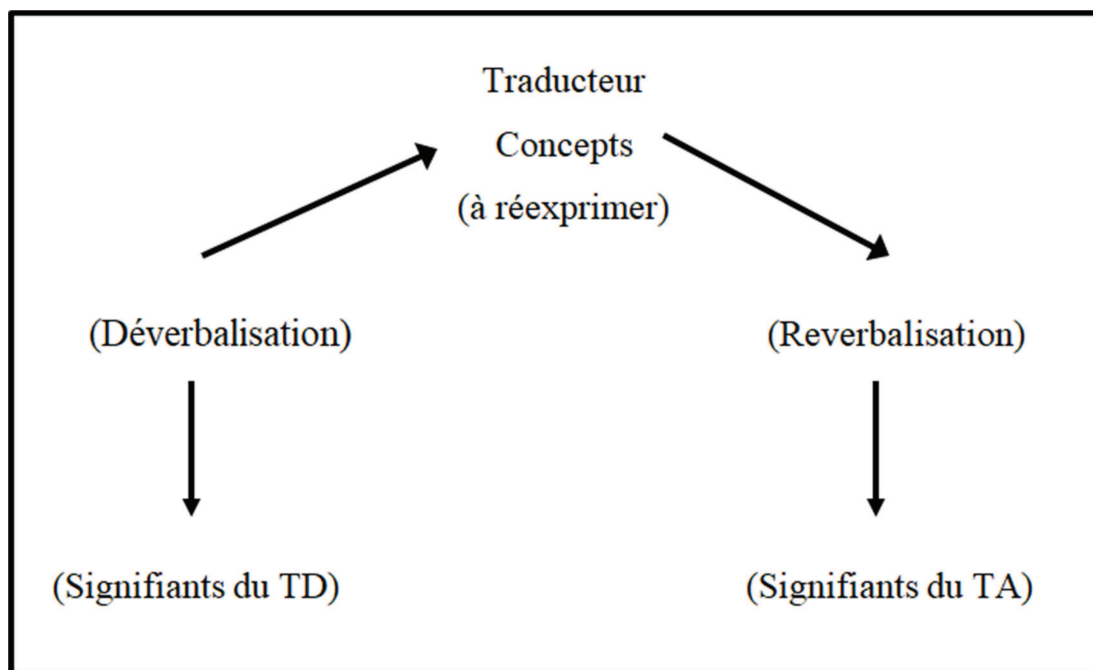 Traducteur
Concepts
(à réexprimer)
(Déverbalisation)
(Reverbalisation)
(Signifiants du TD)
(Signifiants du TA)